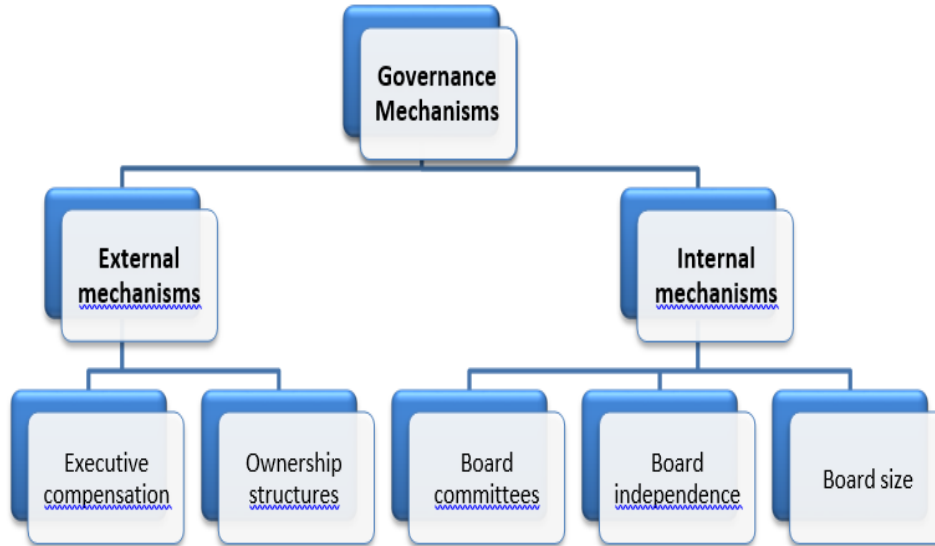 Governance
Mechanisms
External
mechanisms
Internal
mechanisms
Executive
compensation
Ownership
structures
Board
committees
Board
independence
Board size